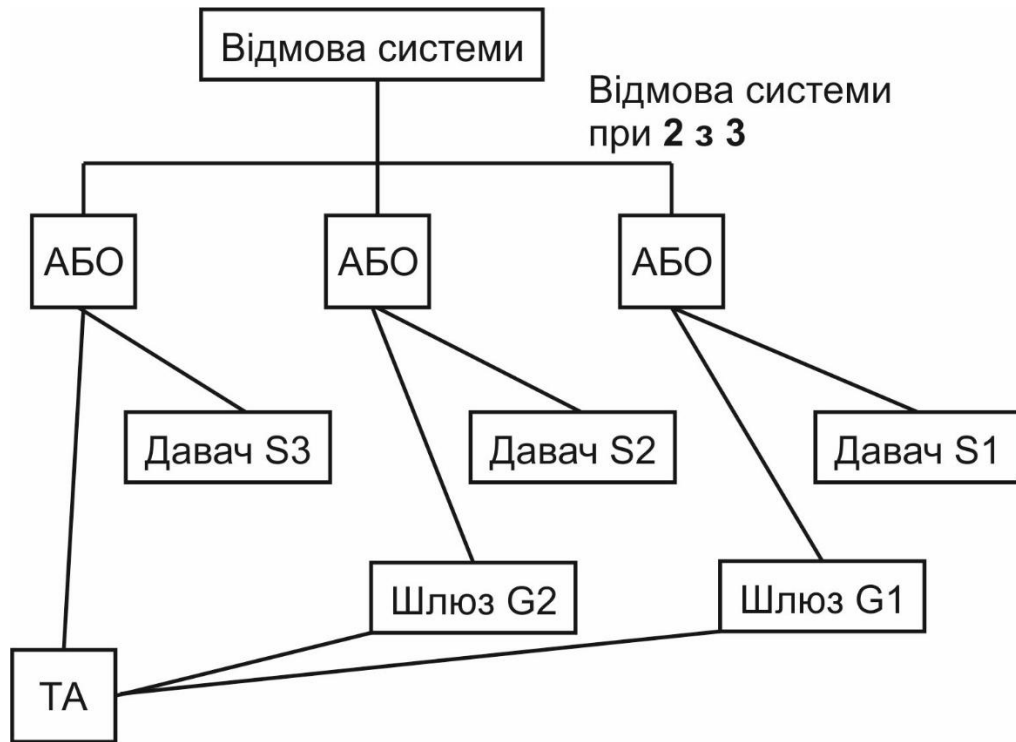 Відмова системи
Відмова системи
при 2 з 3
АБО
АБО
АБО
Давач S3
Давач S2
Давач S1
Шлюз G2
Шлюз G1
ТА